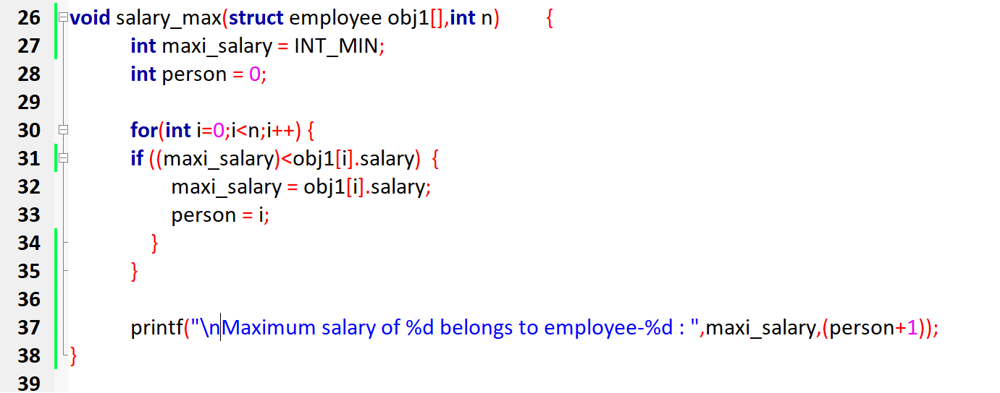 26 void salary_max(struct employee obj1[],int n) {
27 int maxi_salary = INT_MIN;
28 int person = 0;
29
30 for(int i=0;i<n;i++) {
31 if ((maxi_salary)<obj1[i].salary) {
32 maxi_salary = obj1[i].salary;
33 person = i;
34 }
35 }
36
37 printf("\nMaximum salary of %d belongs to employee-%d : ",maxi_salary,(person+1));
38 }
39